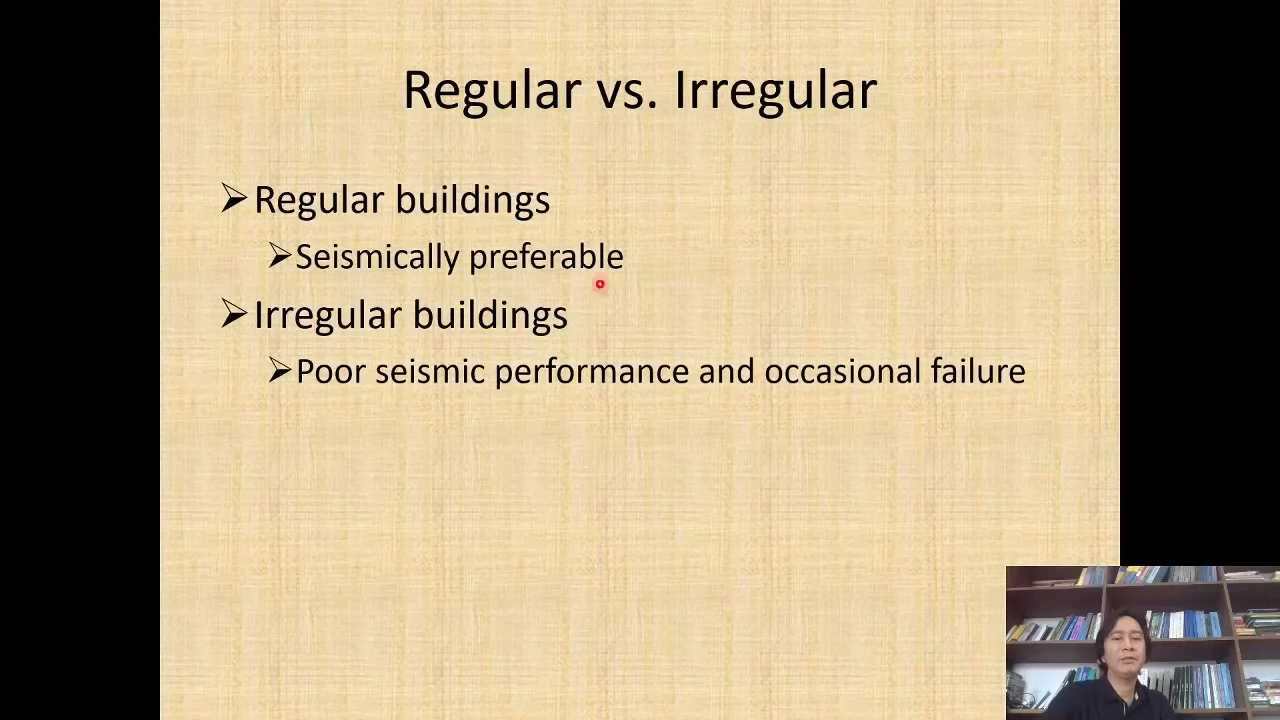 Regular vs. Irregular
➢Regular buildings
➢Seismically preferable
➢Irregular buildings
➢Poor seismic performance and occasional failure